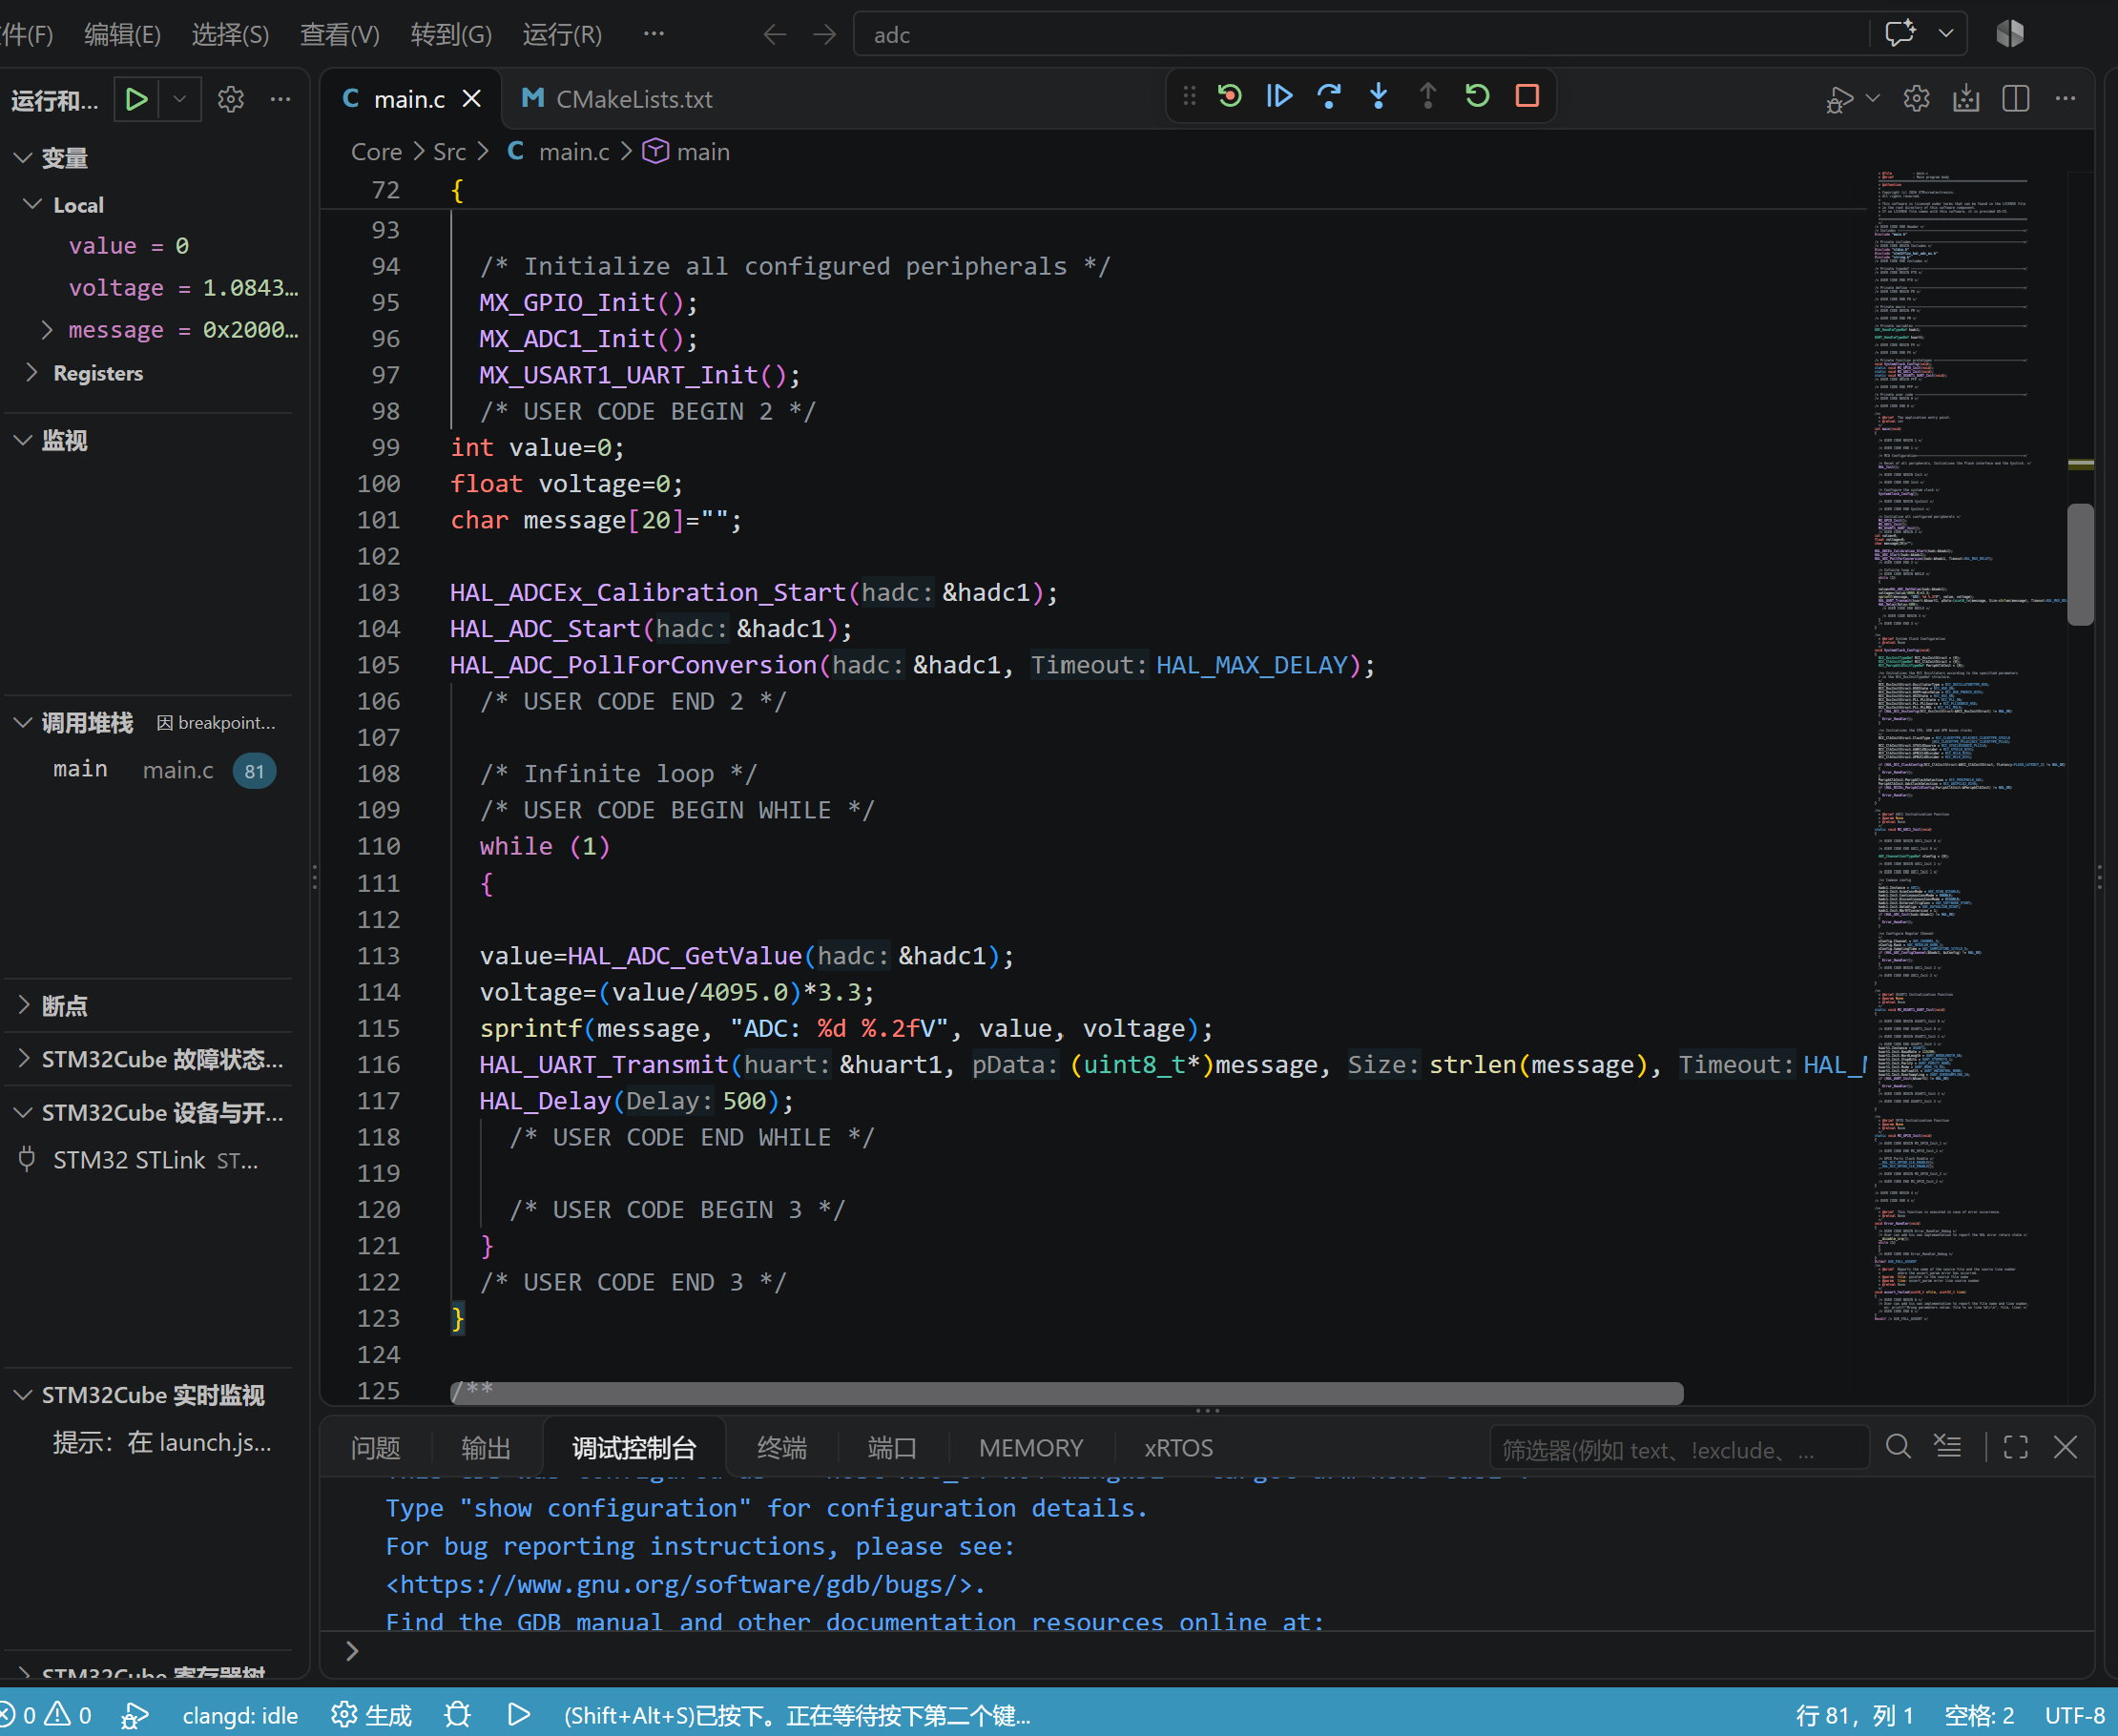 件(F) 编辑(E) 选择(S) 查看(V) 转到(G) 运行(R) ··· adc
运行和... ···
main.c CMakeLists.txt ···
Core > Src > C main.c > main
变量
Local
value = 0
voltage = 1.0843...
message = 0x2000...
Registers
监视
调用堆栈 因 breakpoint...
main main.c 81
断点
STM32Cube 故障状态...
STM32Cube 设备与开...
STM32 STLink ST...
STM32Cube 实时监视
提示：在 launch.js...
STM32Cube 寄存器树
72 {
93
94 /* Initialize all configured peripherals */
95 MX_GPIO_Init();
96 MX_ADC1_Init();
97 MX_USART1_UART_Init();
98 /* USER CODE BEGIN 2 */
99 int value=0;
100 float voltage=0;
101 char message[20]="";
102
103 HAL_ADCEx_Calibration_Start(hadc: &hadc1);
104 HAL_ADC_Start(hadc: &hadc1);
105 HAL_ADC_PollForConversion(hadc: &hadc1, Timeout: HAL_MAX_DELAY);
106 /* USER CODE END 2 */
107
108 /* Infinite loop */
109 /* USER CODE BEGIN WHILE */
110 while (1)
111 {
112
113 value=HAL_ADC_GetValue(hadc: &hadc1);
114 voltage=(value/4095.0)*3.3;
115 sprintf(message, "ADC: %d %.2fV", value, voltage);
116 HAL_UART_Transmit(huart: &huart1, pData: (uint8_t*)message, Size: strlen(message), Timeout: HAL_M
117 HAL_Delay(Delay: 500);
118 /* USER CODE END WHILE */
119
120 /* USER CODE BEGIN 3 */
121 }
122 /* USER CODE END 3 */
123 }
124
125 /**
问题 输出 调试控制台 终端 端口 MEMORY xRTOS 筛选器(例如 text、!exclude、...
Type "show configuration" for configuration details.
For bug reporting instructions, please see:
<https://www.gnu.org/software/gdb/bugs/>.
Find the GDB manual and other documentation resources online at:
0 0 clangd: idle 生成 (Shift+Alt+S)已按下。正在等待按下第二个键... 行 81，列 1 空格: 2 UTF-8